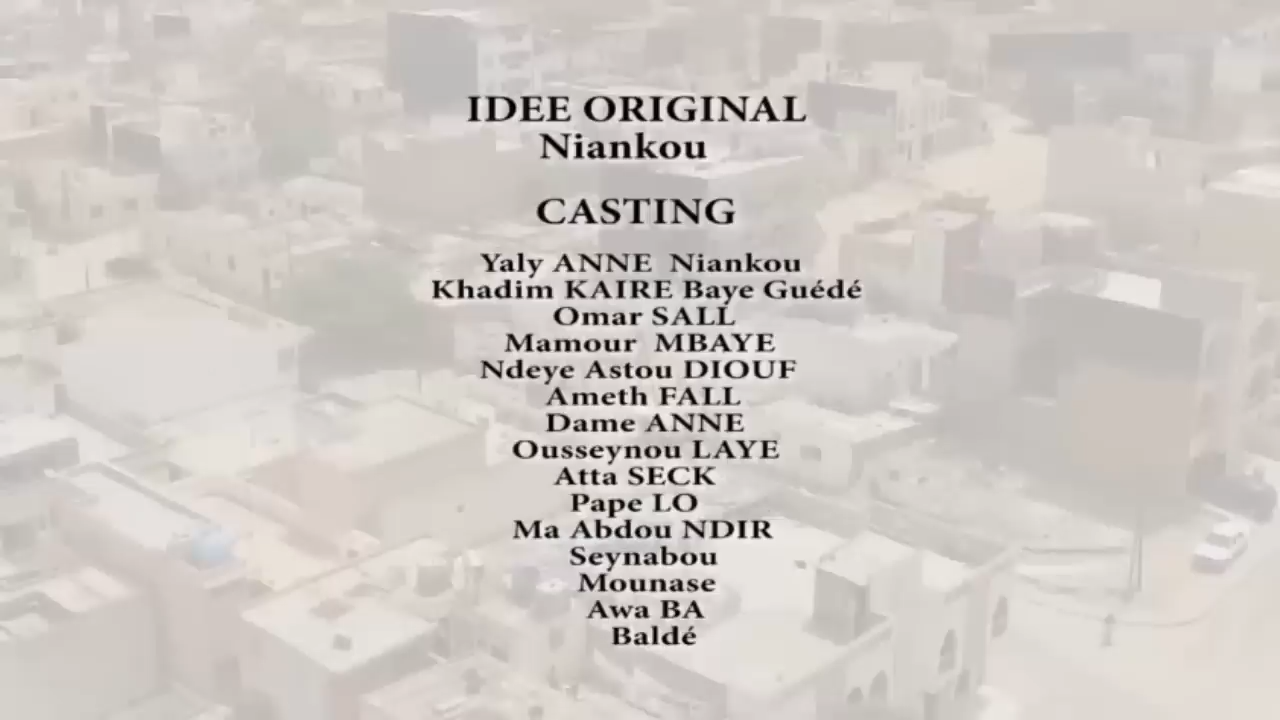 IDEE ORIGINAL
Niankou
CASTING
Yaly ANNE Niankou
Khadim KAIRE Baye Guédé
Omar SALL
Mamour MBAYE
Ndeye Astou DIOUF
Ameth FALL
Dame ANNE
Ousseynou LAYE
Atta SECK
Pape LO
Ma Abdou NDIR
Seynabou
Mounase
Awa BA
Baldé